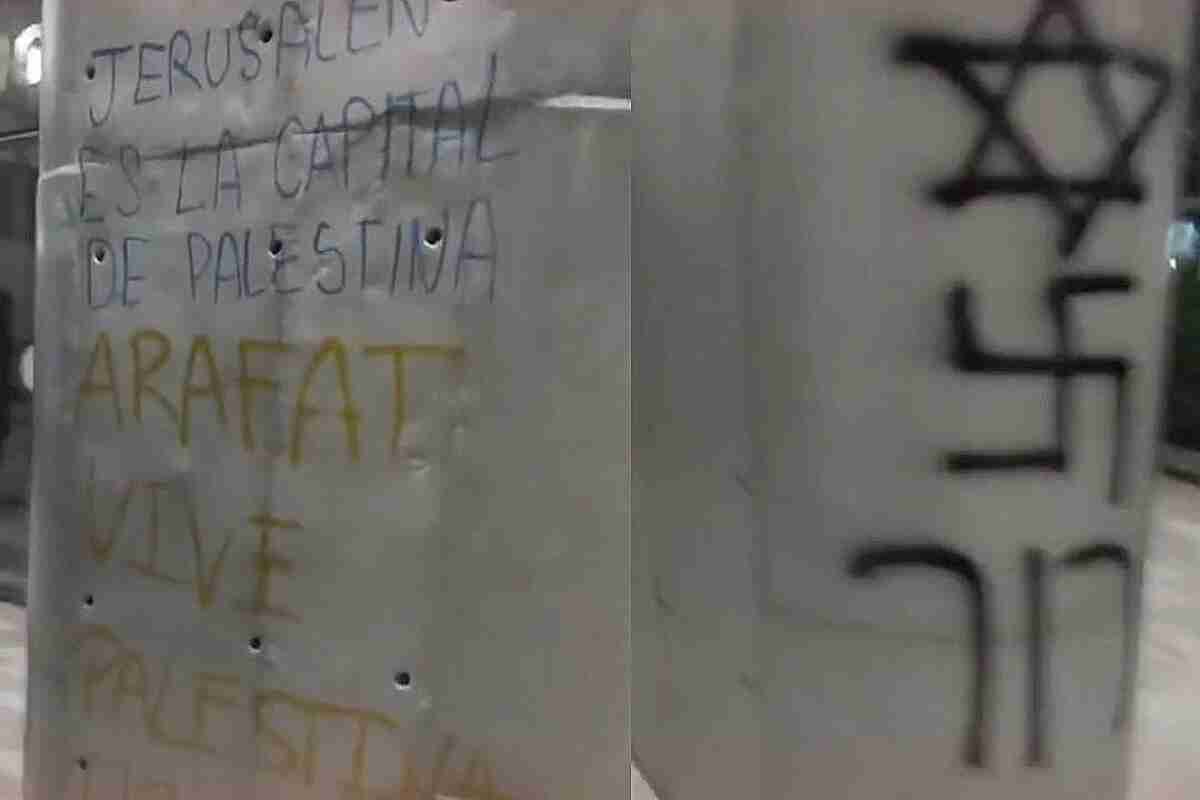 JERUSALEN
ES LA CAPITAL
DE PALESTINA
ARAFAT
VIVE
PALESTINA